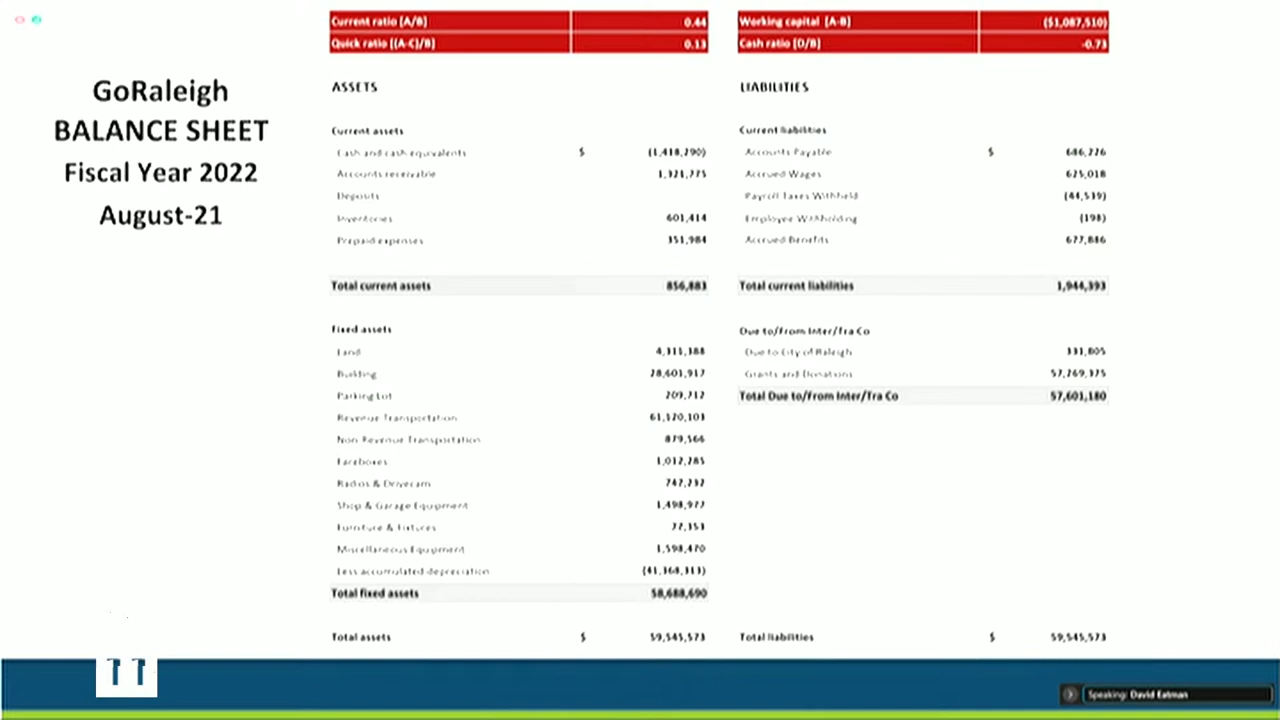 Current ratio [A/B] 0.44
Quick ratio [(A-C)/B] 0.13
Working capital [A-B] ($1,087,510)
Cash ratio [D/B] -0.73
GoRaleigh
BALANCE SHEET
Fiscal Year 2022
August-21
ASSETS
Current assets
Cash and cash equivalents $ (1,418,290)
Accounts receivable 1,321,775
Deposits
Inventories 601,414
Prepaid expenses 351,984
Total current assets 856,883
Fixed assets
Land 4,311,388
Building 28,601,917
Parking Lot 209,712
Revenue Transportation 61,120,103
Non Revenue Transportation 879,566
Fareboxes 1,012,285
Radios & Drivecam 747,232
Shop & Garage Equipment 1,498,977
Furniture & Fixtures 77,353
Miscellaneous Equipment 1,598,470
Less accumulated depreciation (41,368,313)
Total fixed assets 58,688,690
Total assets $ 59,545,573
LIABILITIES
Current liabilities
Accounts Payable $ 686,226
Accrued Wages 625,018
Payroll Taxes Withheld (44,539)
Employee Withholding (198)
Accrued Benefits 677,886
Total current liabilities 1,944,393
Due to/From Inter/Tra Co
Due to City of Raleigh 331,805
Grants and Donations 57,269,375
Total Due to/From Inter/Tra Co 57,601,180
Total liabilities $ 59,545,573
11
Speaking: David Eatman